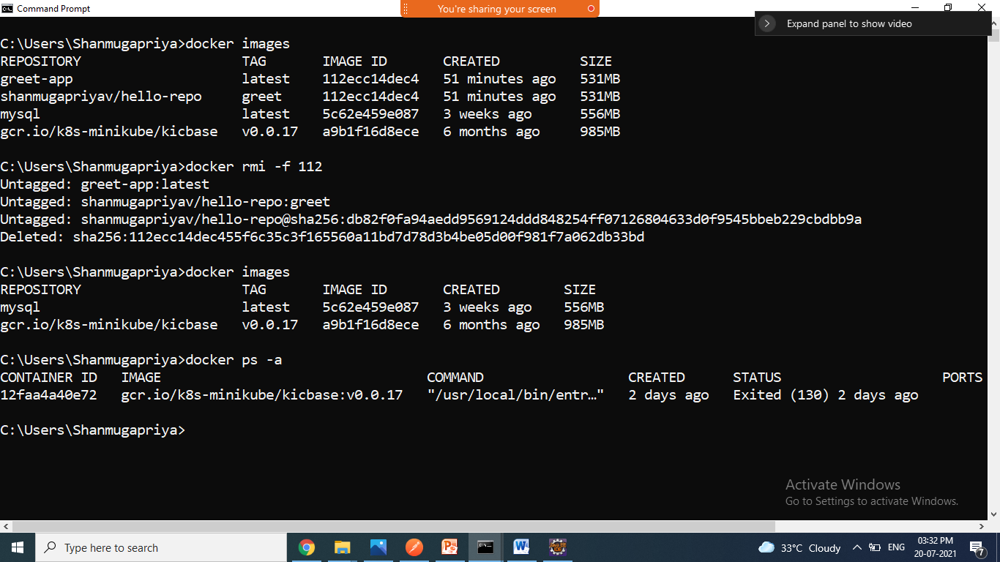 Command Prompt
You're sharing your screen
Expand panel to show video
C:\Users\Shanmugapriya>docker images
REPOSITORY TAG IMAGE ID CREATED SIZE
greet-app latest 112ecc14dec4 51 minutes ago 531MB
shanmugapriyav/hello-repo greet 112ecc14dec4 51 minutes ago 531MB
mysql latest 5c62e459e087 3 weeks ago 556MB
gcr.io/k8s-minikube/kicbase v0.0.17 a9b1f16d8ece 6 months ago 985MB
C:\Users\Shanmugapriya>docker rmi -f 112
Untagged: greet-app:latest
Untagged: shanmugapriyav/hello-repo:greet
Untagged: shanmugapriyav/hello-repo@sha256:db82f0fa94aedd9569124ddd848254ff07126804633d0f9545bbeb229cbdbb9a
Deleted: sha256:112ecc14dec455f6c35c3f165560a11bd7d78d3b4be05d00f981f7a062db33bd
C:\Users\Shanmugapriya>docker images
REPOSITORY TAG IMAGE ID CREATED SIZE
mysql latest 5c62e459e087 3 weeks ago 556MB
gcr.io/k8s-minikube/kicbase v0.0.17 a9b1f16d8ece 6 months ago 985MB
C:\Users\Shanmugapriya>docker ps -a
CONTAINER ID IMAGE COMMAND CREATED STATUS PORTS
12faa4a40e72 gcr.io/k8s-minikube/kicbase:v0.0.17 "/usr/local/bin/entr…" 2 days ago Exited (130) 2 days ago
C:\Users\Shanmugapriya>
Activate Windows
Go to Settings to activate Windows.
Type here to search
33°C Cloudy
ENG
03:32 PM
20-07-2021
7